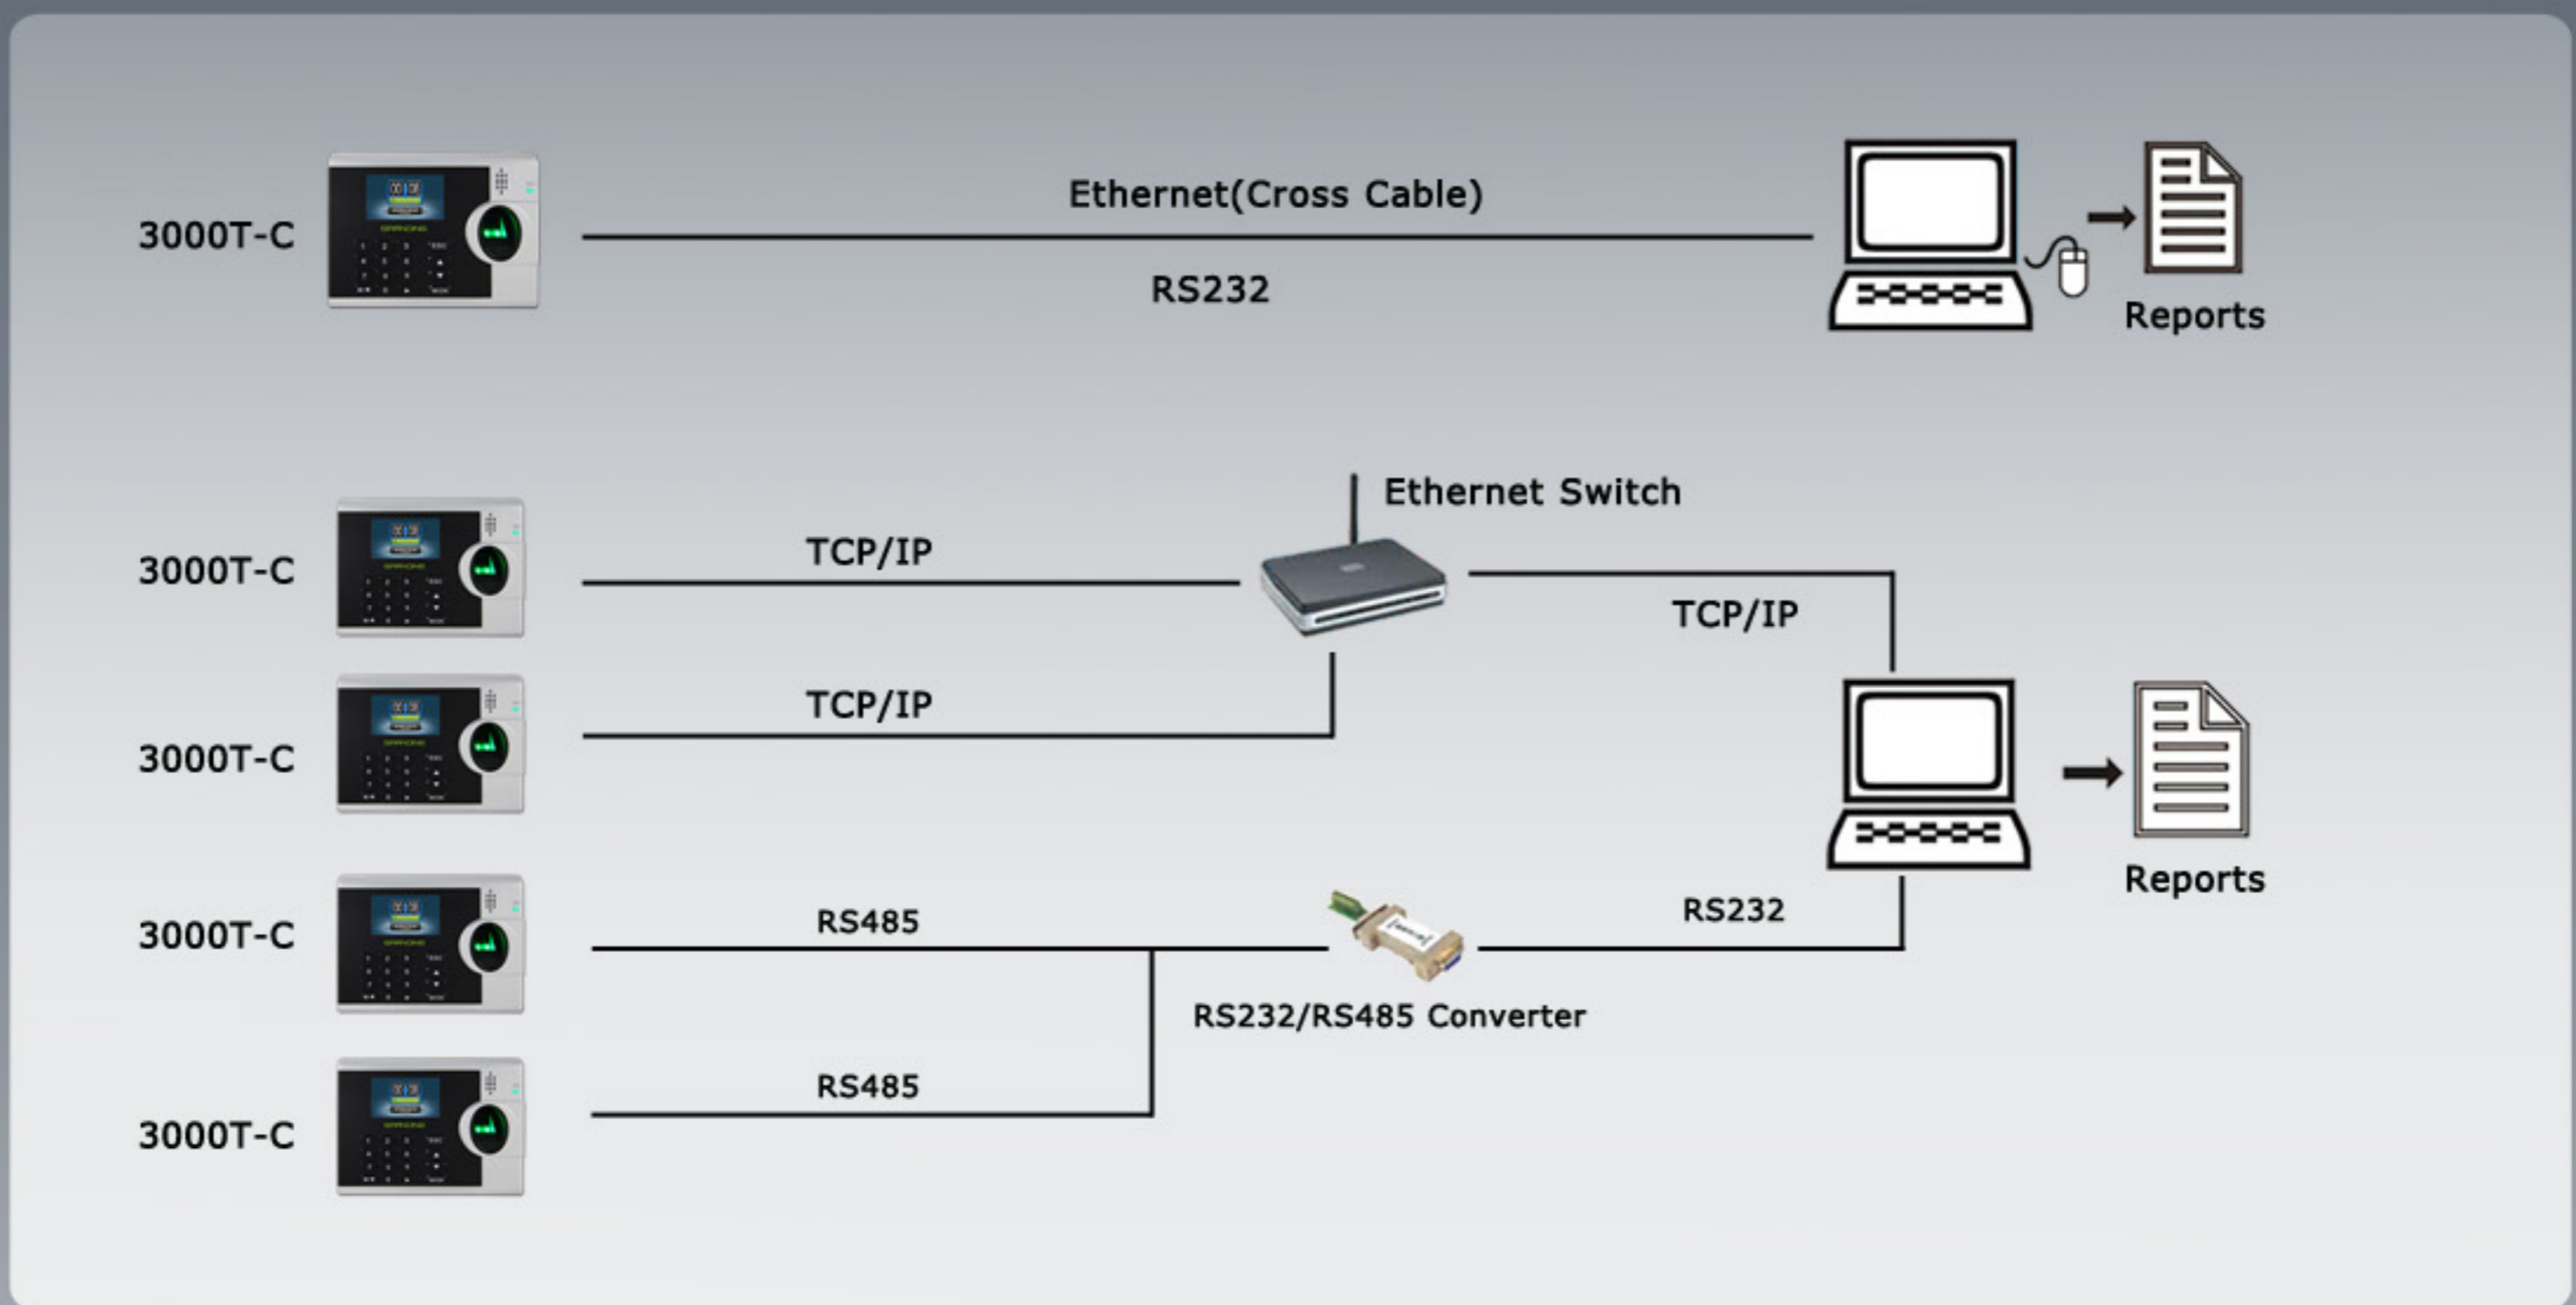 3000T-C
Ethernet(Cross Cable)
RS232
Reports
Ethernet Switch
3000T-C
TCP/IP
TCP/IP
3000T-C
TCP/IP
Reports
3000T-C
RS485
RS232
RS232/RS485 Converter
3000T-C
RS485